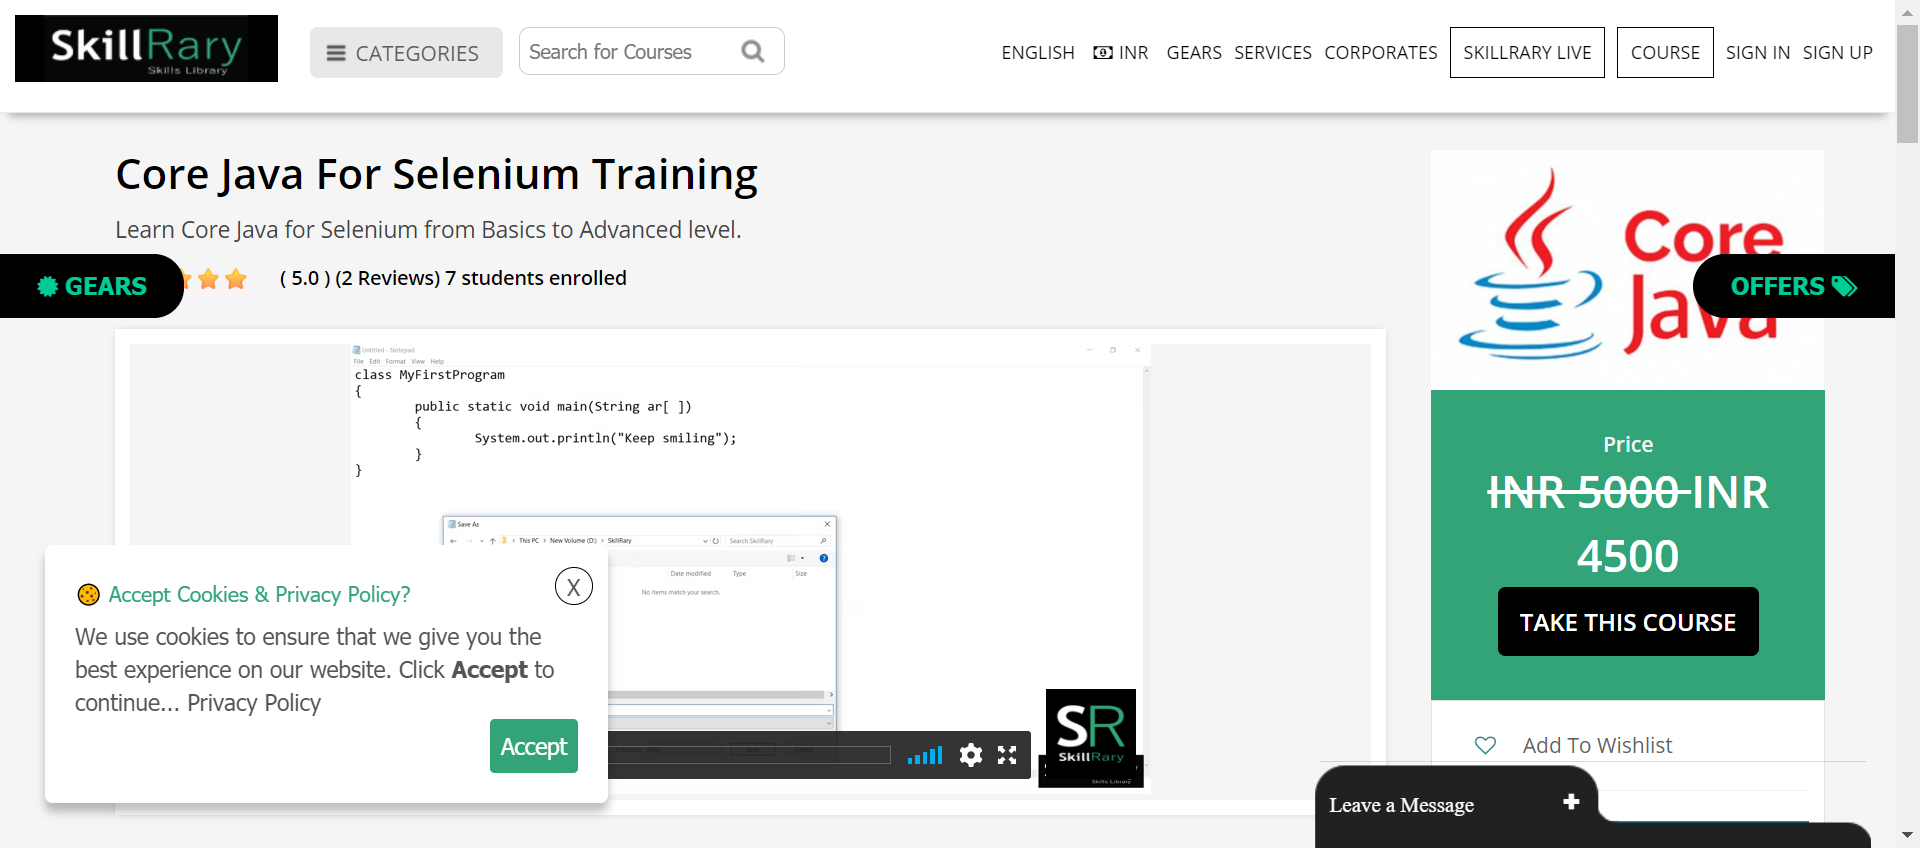 SkillRary
Skills Library
CATEGORIES
Search for Courses
ENGLISH
INR
GEARS
SERVICES
CORPORATES
SKILLRARY LIVE
COURSE
SIGN IN
SIGN UP
Core Java For Selenium Training
Learn Core Java for Selenium from Basics to Advanced level.
GEARS
( 5.0 ) (2 Reviews) 7 students enrolled
Core
Java
OFFERS
Untitled - Notepad
File Edit Format View Help
class MyFirstProgram
{
public static void main(String ar[ ])
{
System.out.println("Keep smiling");
}
}
Save As
This PC > New Volume (D:) > SkillRary
Search SkillRary
Date modified Type Size
No items match your search.
SR
SkillRary
Skills Library
Price
INR 5000 INR
4500
TAKE THIS COURSE
Add To Wishlist
Accept Cookies & Privacy Policy?
X
We use cookies to ensure that we give you the
best experience on our website. Click Accept to
continue... Privacy Policy
Accept
Leave a Message